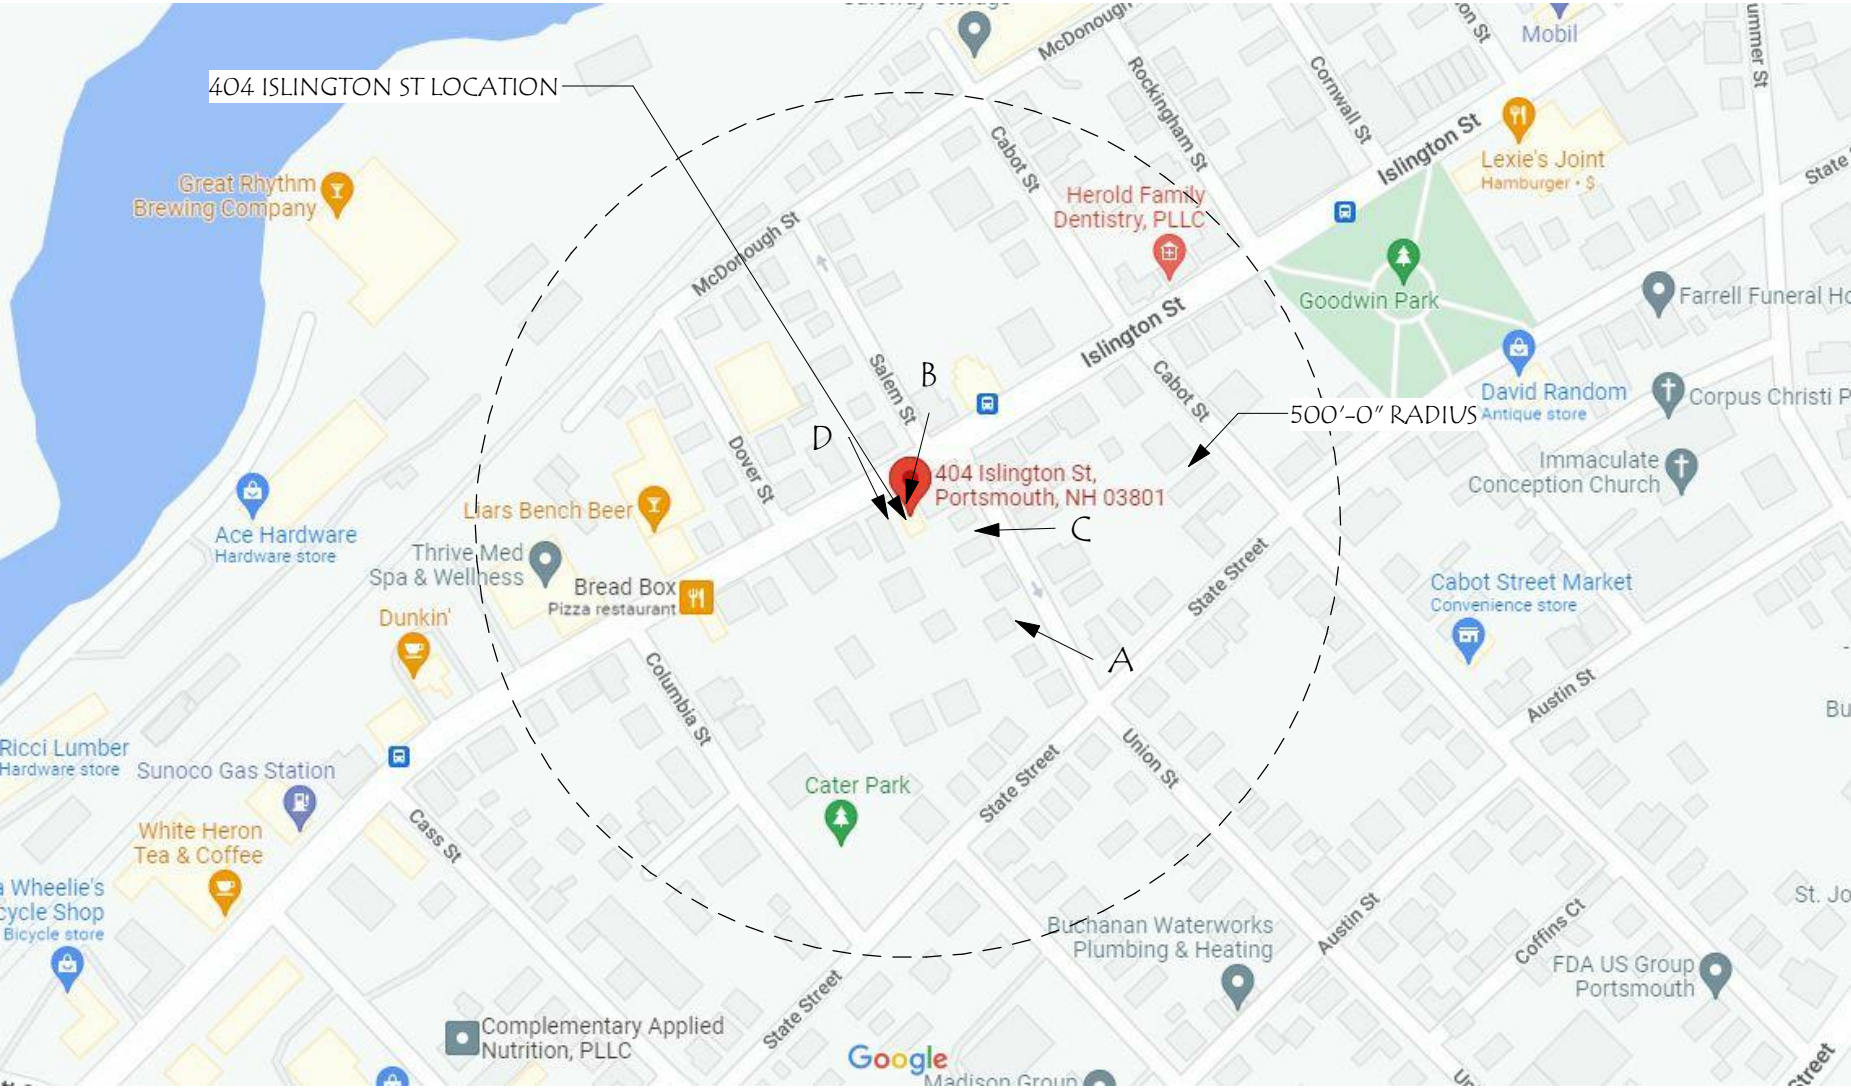 McDonough
Mobil
404 ISLINGTON ST LOCATION
Rockingham St
Cornwall St
Islington St
Lexie's Joint
Hamburger • $
State
Cabot St
Great Rhythm
Brewing Company
Herold Family
Dentistry, PLLC
McDonough St
Goodwin Park
Farrell Funeral
Islington St
Salem St
B
Cabot St
David Random
Antique store
Corpus Christi
500'-0" RADIUS
D
Dover St
404 Islington St,
Portsmouth, NH 03801
Immaculate
Conception Church
Liars Bench Beer
Ace Hardware
Hardware store
C
Thrive Med
Spa & Wellness
State Street
Bread Box
Pizza restaurant
Cabot Street Market
Convenience store
Dunkin'
A
Columbia St
Austin St
Bu
Ricci Lumber
Hardware store
Sunoco Gas Station
Union St
State Street
Cater Park
White Heron
Tea & Coffee
Cass St
Wheelie's
cycle Shop
Bicycle store
St. Jo
Austin St
Coffins Ct
Buchanan Waterworks
Plumbing & Heating
FDA US Group
Portsmouth
State Street
Complementary Applied
Nutrition, PLLC
Google
Madison Group
Street